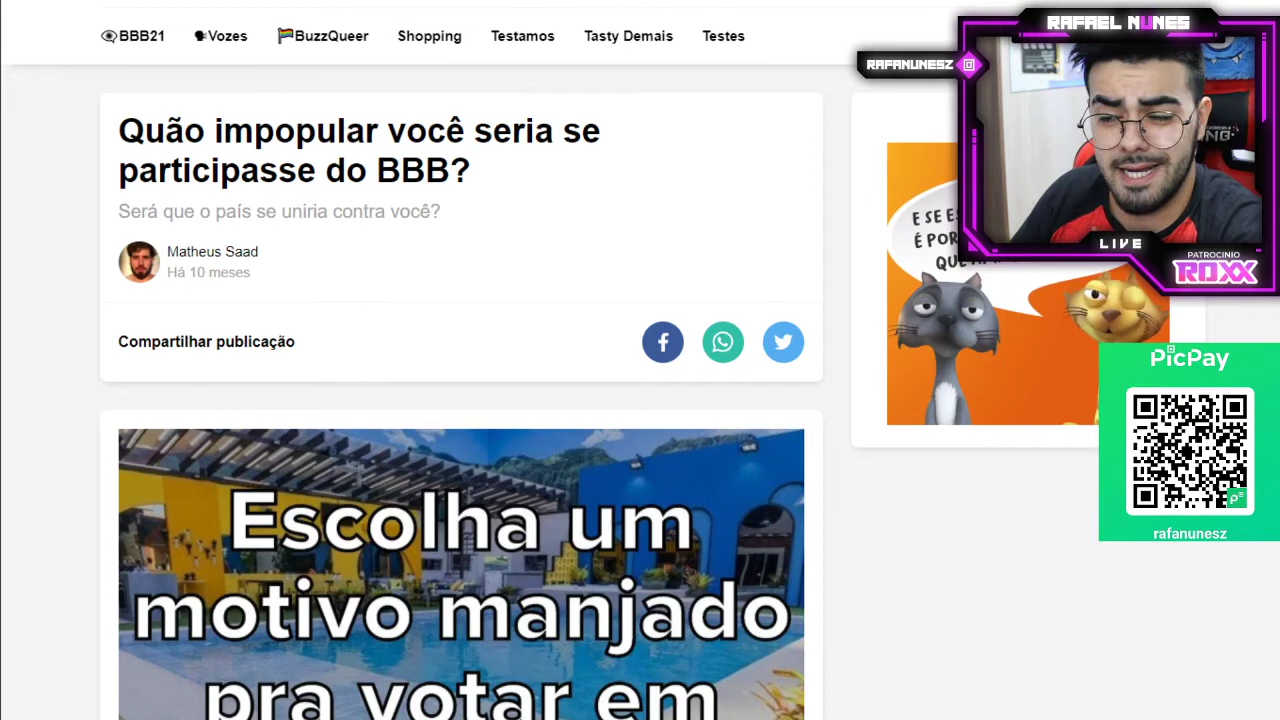 BBB21
Vozes
BuzzQueer
Shopping
Testamos
Tasty Demais
Testes
RAFAEL NUNES
RAFANUNESZ
Quão impopular você seria se
participasse do BBB?
Será que o país se uniria contra você?
Matheus Saad
Há 10 meses
Compartilhar publicação
E SE
É POR
LIVE
PATROCINIO
ROXX
PicPay
rafanunesz
Escolha um
motivo manjado
pra votar em